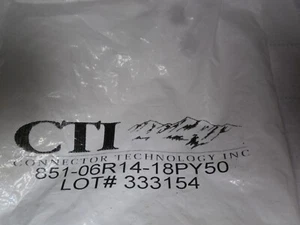 CTI
CONNECTOR TECHNOLOGY INC
851-06R14-18PY50
LOT# 333154